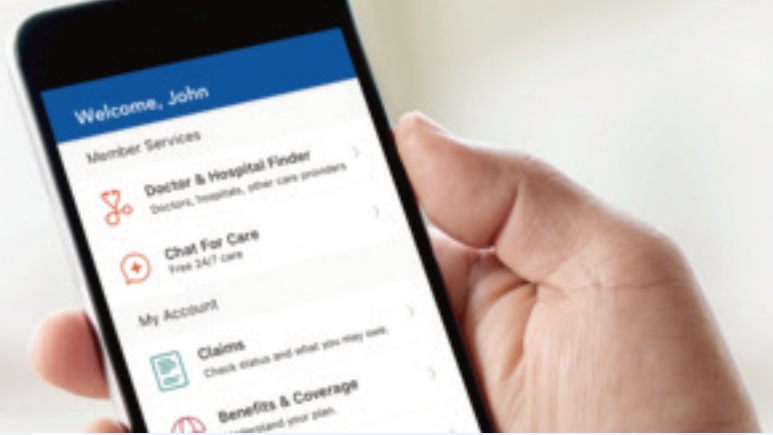 Welcome, John
Member Services
Doctor & Hospital Finder
Doctors, hospitals, other care providers
Chat For Care
Free 24/7 care
My Account
Claims
Check status and what you may owe.
Benefits & Coverage
Understand your plan.